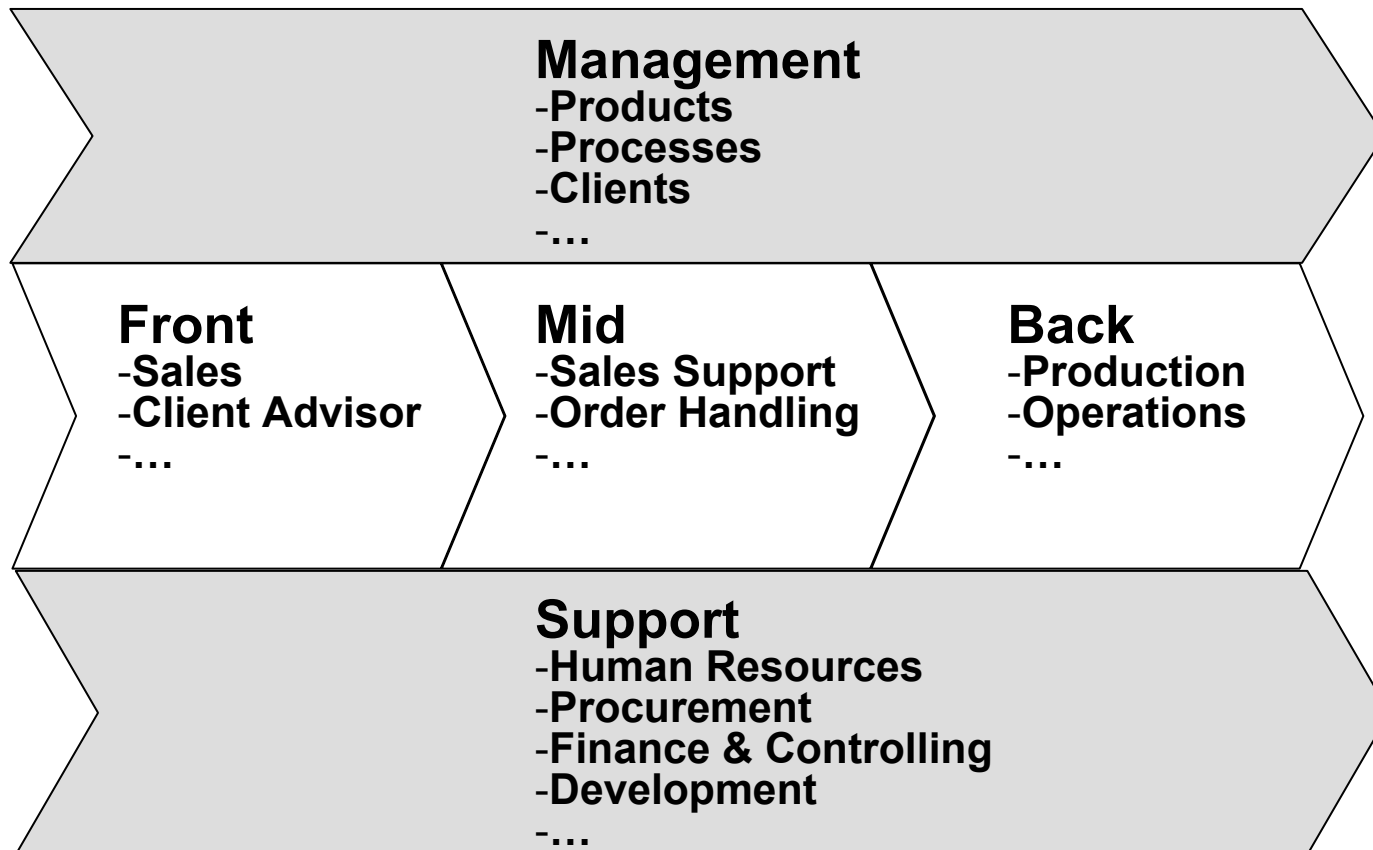 Management
-Products
-Processes
-Clients
-…
Front
-Sales
-Client Advisor
-…
Mid
-Sales Support
-Order Handling
-…
Back
-Production
-Operations
-…
Support
-Human Resources
-Procurement
-Finance & Controlling
-Development
-…